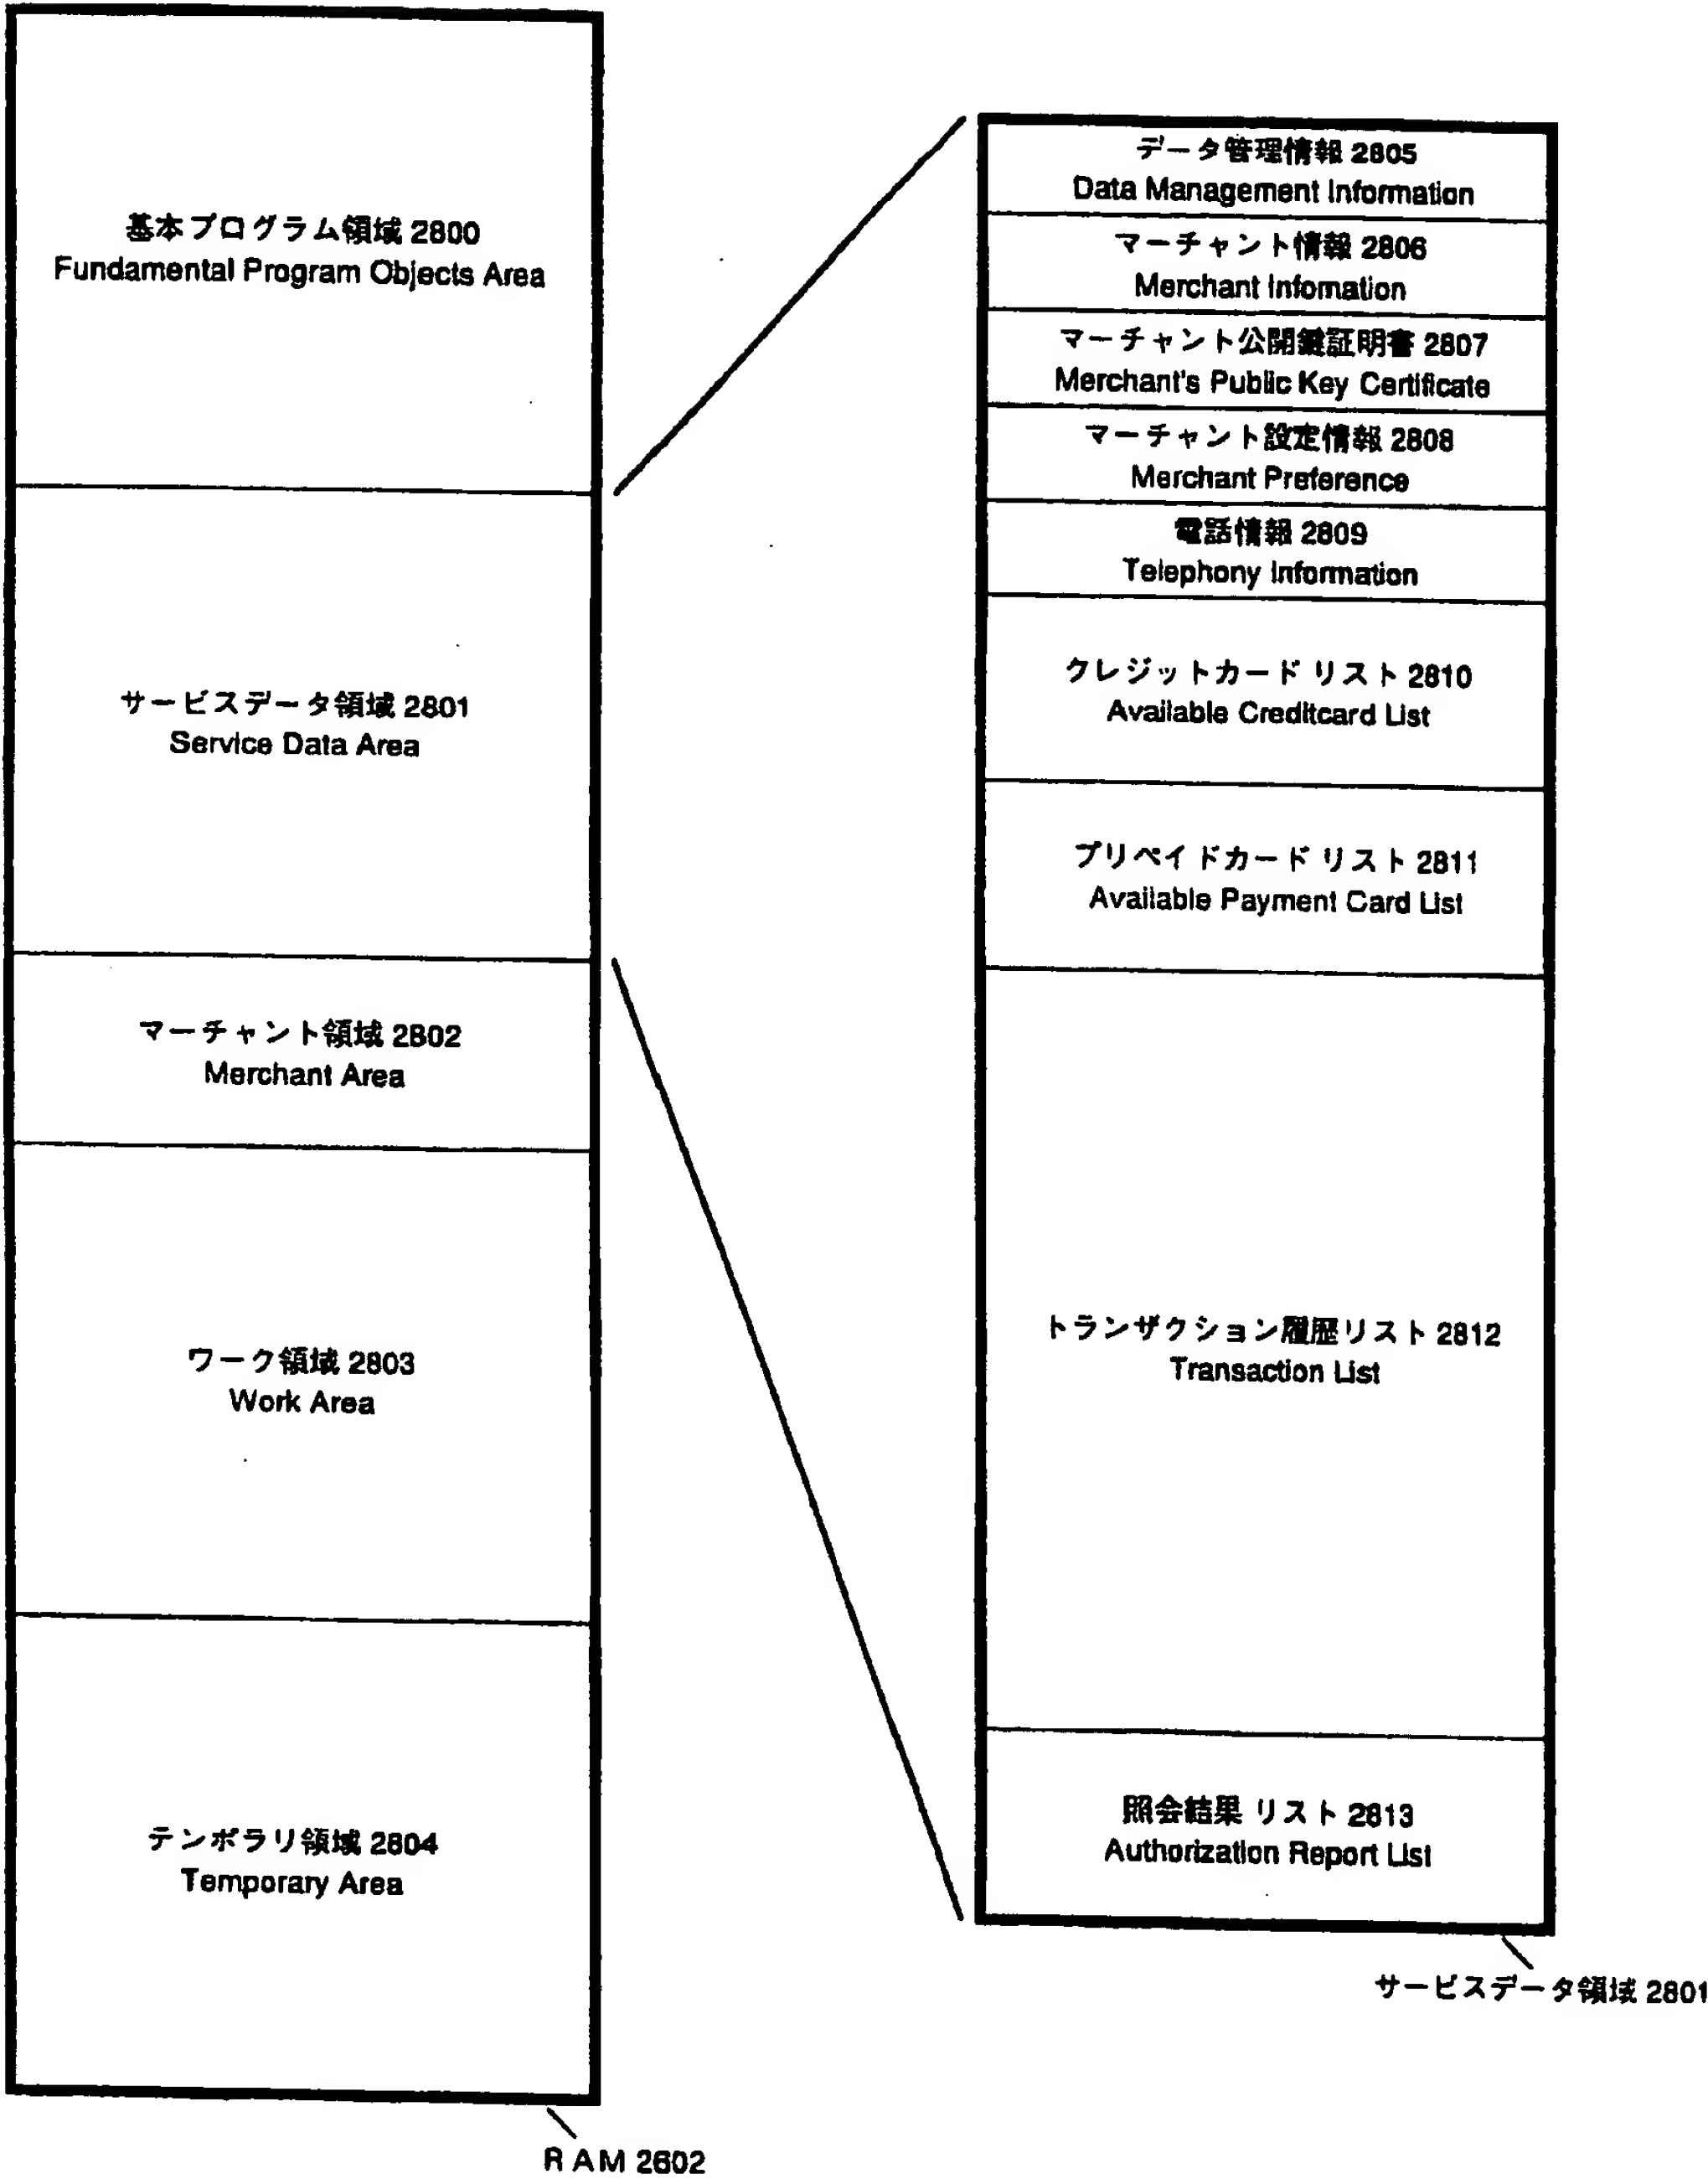 基本プログラム領域 2800
Fundamental Program Objects Area
サービスデータ領域 2801
Service Data Area
マーチャント領域 2802
Merchant Area
ワーク領域 2803
Work Area
テンポラリ領域 2804
Temporary Area
RAM 2602
データ管理情報 2805
Data Management Information
マーチャント情報 2806
Merchant Infomation
マーチャント公開鍵証明書 2807
Merchant's Public Key Certificate
マーチャント設定情報 2808
Merchant Preference
電話情報 2809
Telephony Information
クレジットカード リスト 2810
Available Creditcard List
プリペイドカード リスト 2811
Available Payment Card List
トランザクション履歴リスト 2812
Transaction List
照会結果 リスト 2813
Authorization Report List
サービスデータ領域 2801